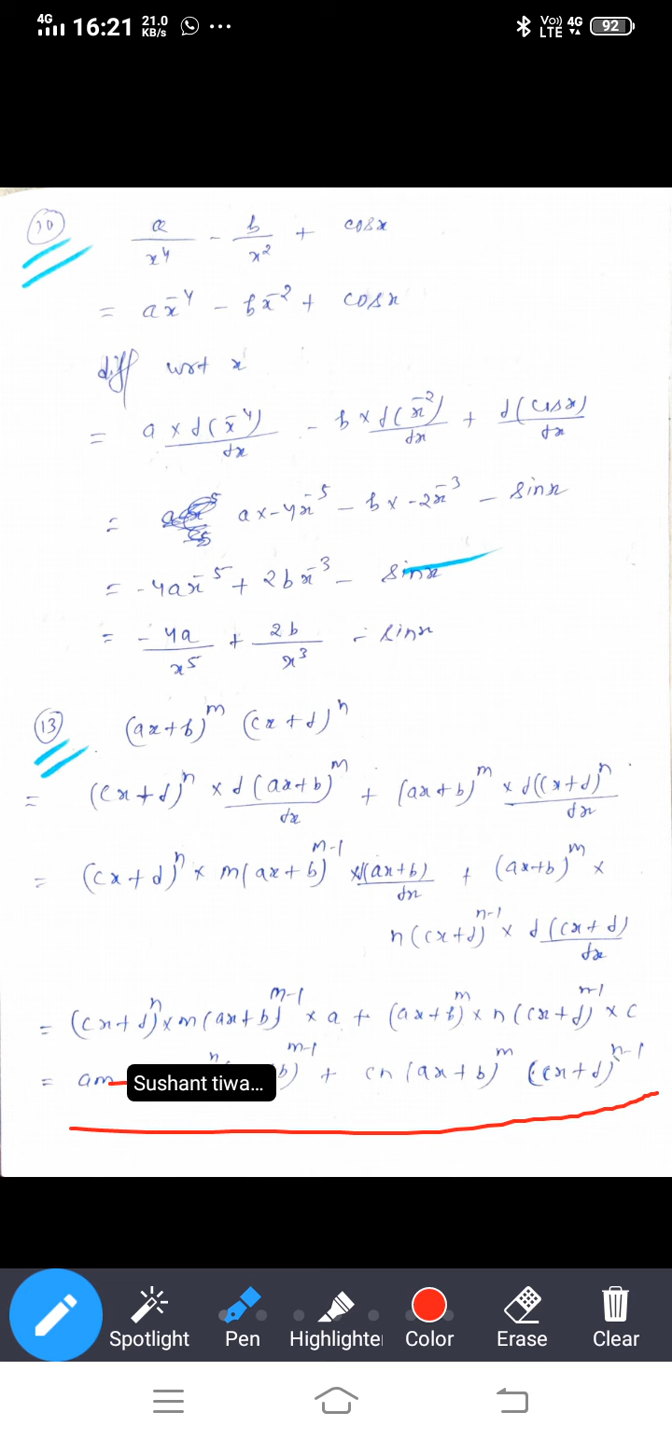 4G 16:21 21.0 KB/s ... Vo)) LTE 4G 92
10
a/x⁴ - b/x² + cosx
= ax⁻⁴ - bx⁻² + cosx
diff wrt x
= a × d(x⁻⁴)/dx - b × d(x⁻²)/dx + d(cosx)/dx
= a×-4x⁻⁵ - b×-2x⁻³ - sinx
= -4ax⁻⁵ + 2bx⁻³ - sinx
= -4a/x⁵ + 2b/x³ - sinx
13
(ax+b)ᵐ (cx+d)ⁿ
= (cx+d)ⁿ × d(ax+b)ᵐ/dx + (ax+b)ᵐ × d(cx+d)ⁿ/dx
= (cx+d)ⁿ × m(ax+b)ᵐ⁻¹ × d(ax+b)/dx + (ax+b)ᵐ ×
n(cx+d)ⁿ⁻¹ × d(cx+d)/dx
= (cx+d)ⁿ × m(ax+b)ᵐ⁻¹ × a + (ax+b)ᵐ × n(cx+d)ⁿ⁻¹ × c
= am Sushant tiwa... b)ᵐ⁻¹ + cn(ax+b)ᵐ (cx+d)ⁿ⁻¹
Spotlight Pen Highlighte Color Erase Clear